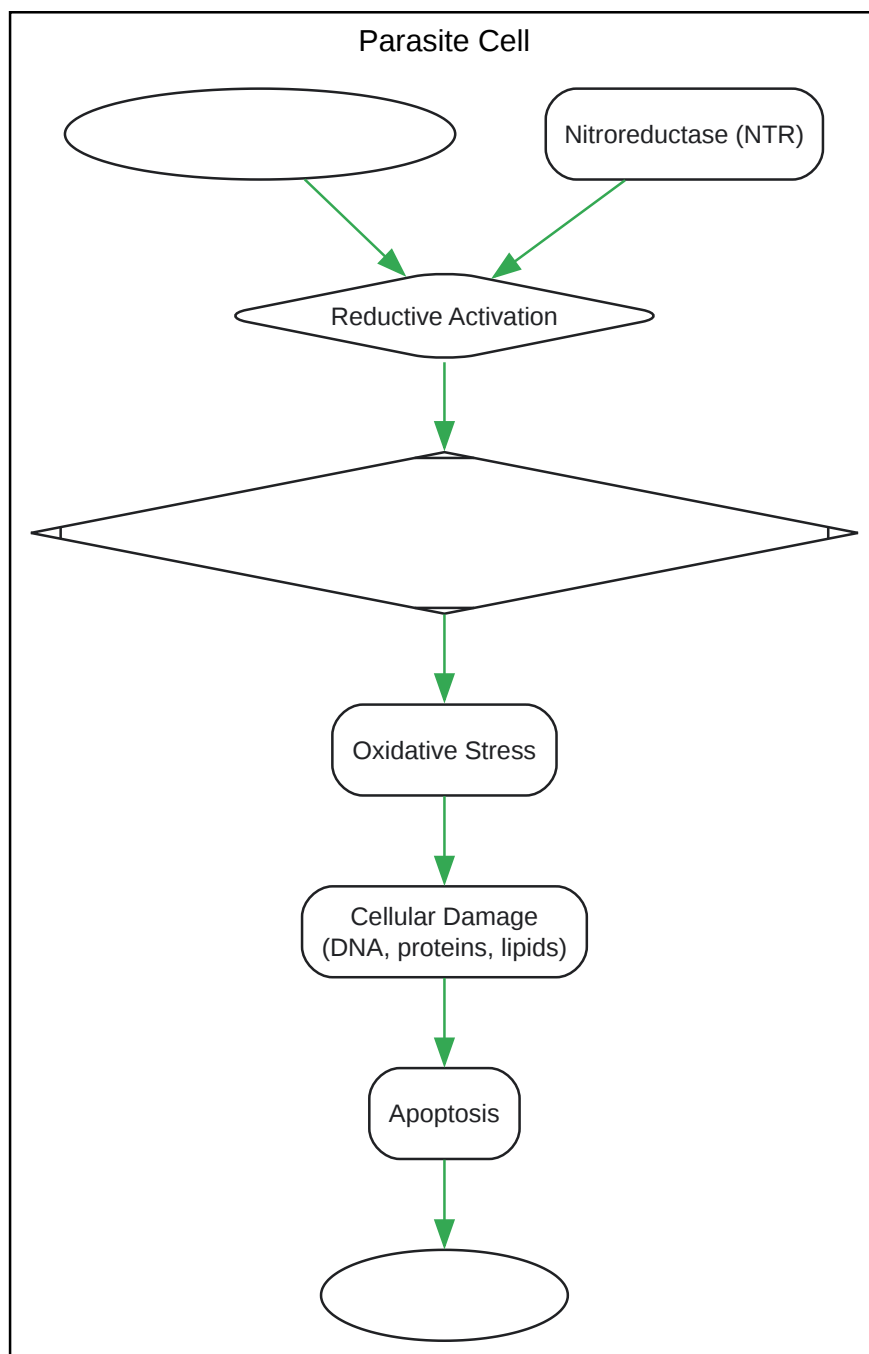 Parasite Cell
Nitroreductase (NTR)
Reductive Activation
Oxidative Stress
Cellular Damage
(DNA, proteins, lipids)
Apoptosis